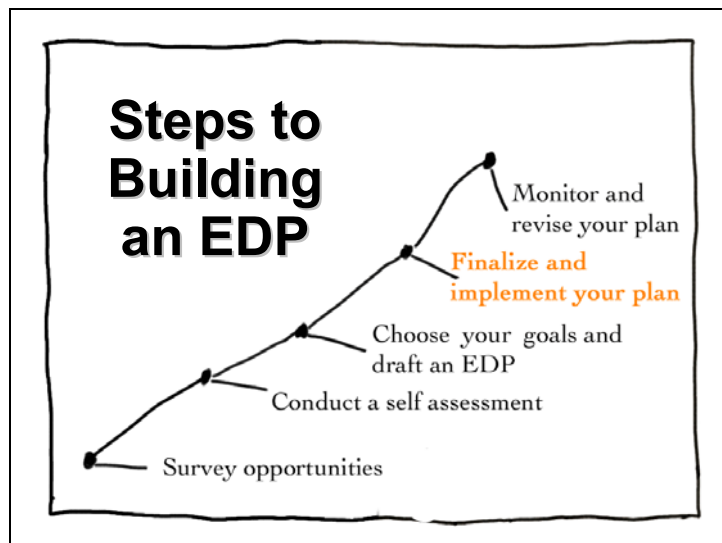 Steps to
Building
an EDP
Monitor and
revise your plan
Finalize and
implement your plan
Choose your goals and
draft an EDP
Conduct a self assessment
Survey opportunities